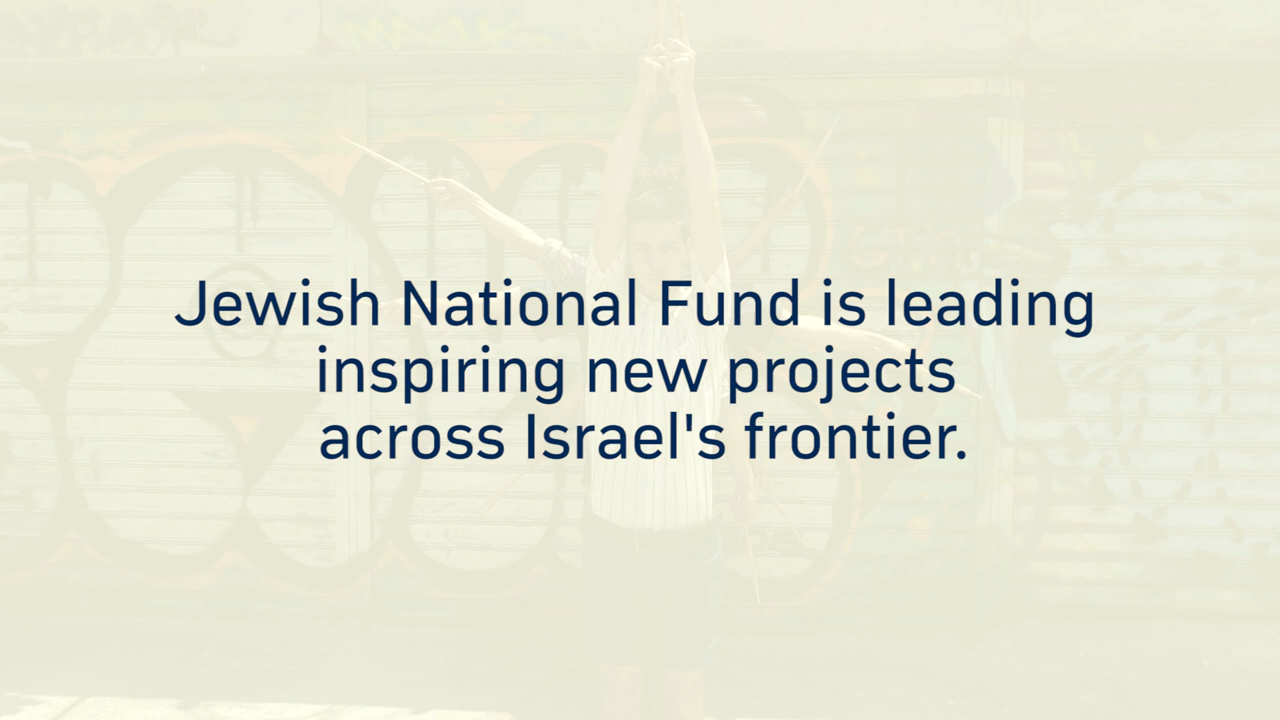 Jewish National Fund is leading
inspiring new projects
across Israel's frontier.